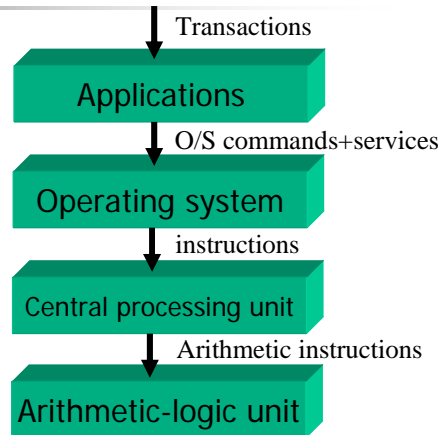 Transactions
Applications
O/S commands+services
Operating system
instructions
Central processing unit
Arithmetic instructions
Arithmetic-logic unit